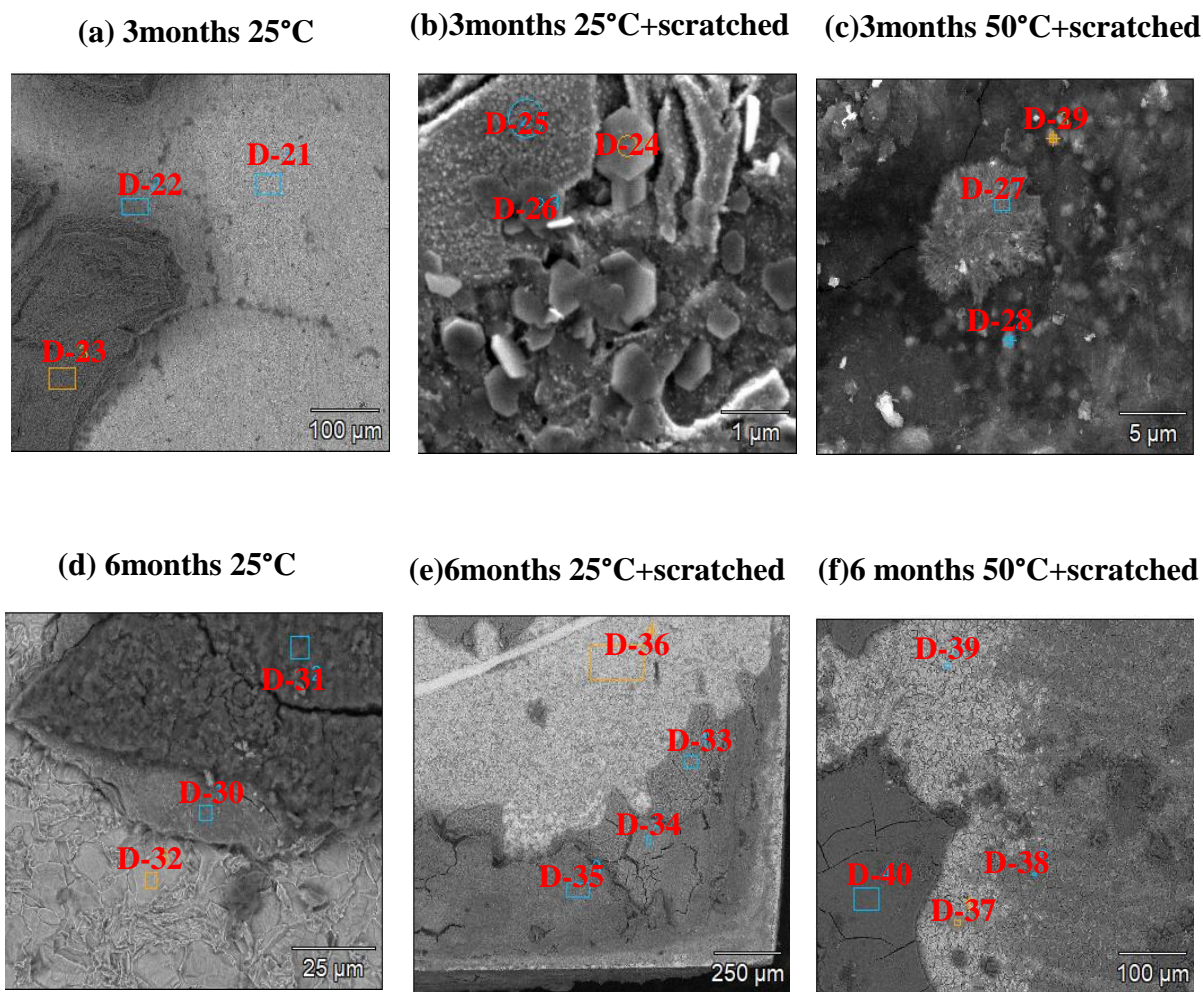 (a) 3months 25°C
(b)3months 25°C+scratched
(c)3months 50°C+scratched
D-21
D-22
D-23
100 µm
D-25
D-24
D-26
1 µm
D-29
D-27
D-28
5 µm
(d) 6months 25°C
(e)6months 25°C+scratched
(f)6 months 50°C+scratched
D-31
D-30
D-32
25 µm
D-36
D-33
D-34
D-35
250 µm
D-39
D-38
D-40
D-37
100 µm